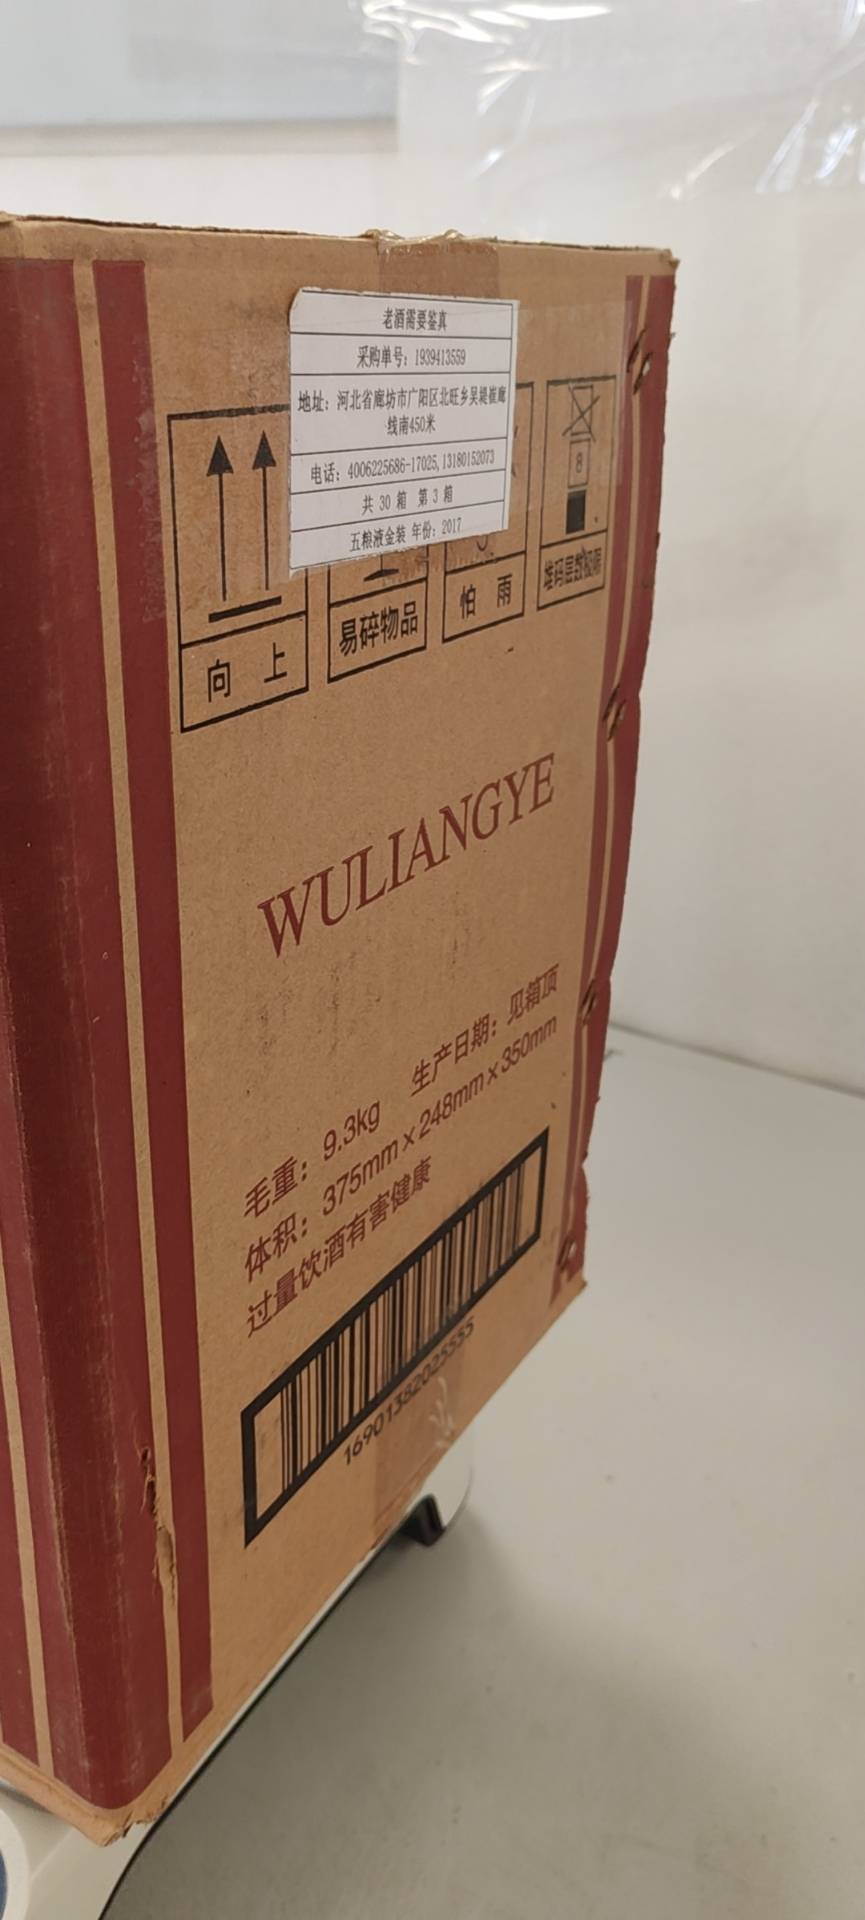 老酒需要鉴真
采购单号：1939413559
地址：河北省廊坊市广阳区北旺乡吴堤崔廊
线南450米
电话：4006225686-17025,13180152073
共 30 箱 第 3 箱
五粮液金装 年份：2017
8
向上
易碎物品
怕雨
堆码层数极限
WULIANGYE
毛重：9.3kg 生产日期：见箱顶
体积：375mm×248mm×350mm
过量饮酒有害健康
16901382025555